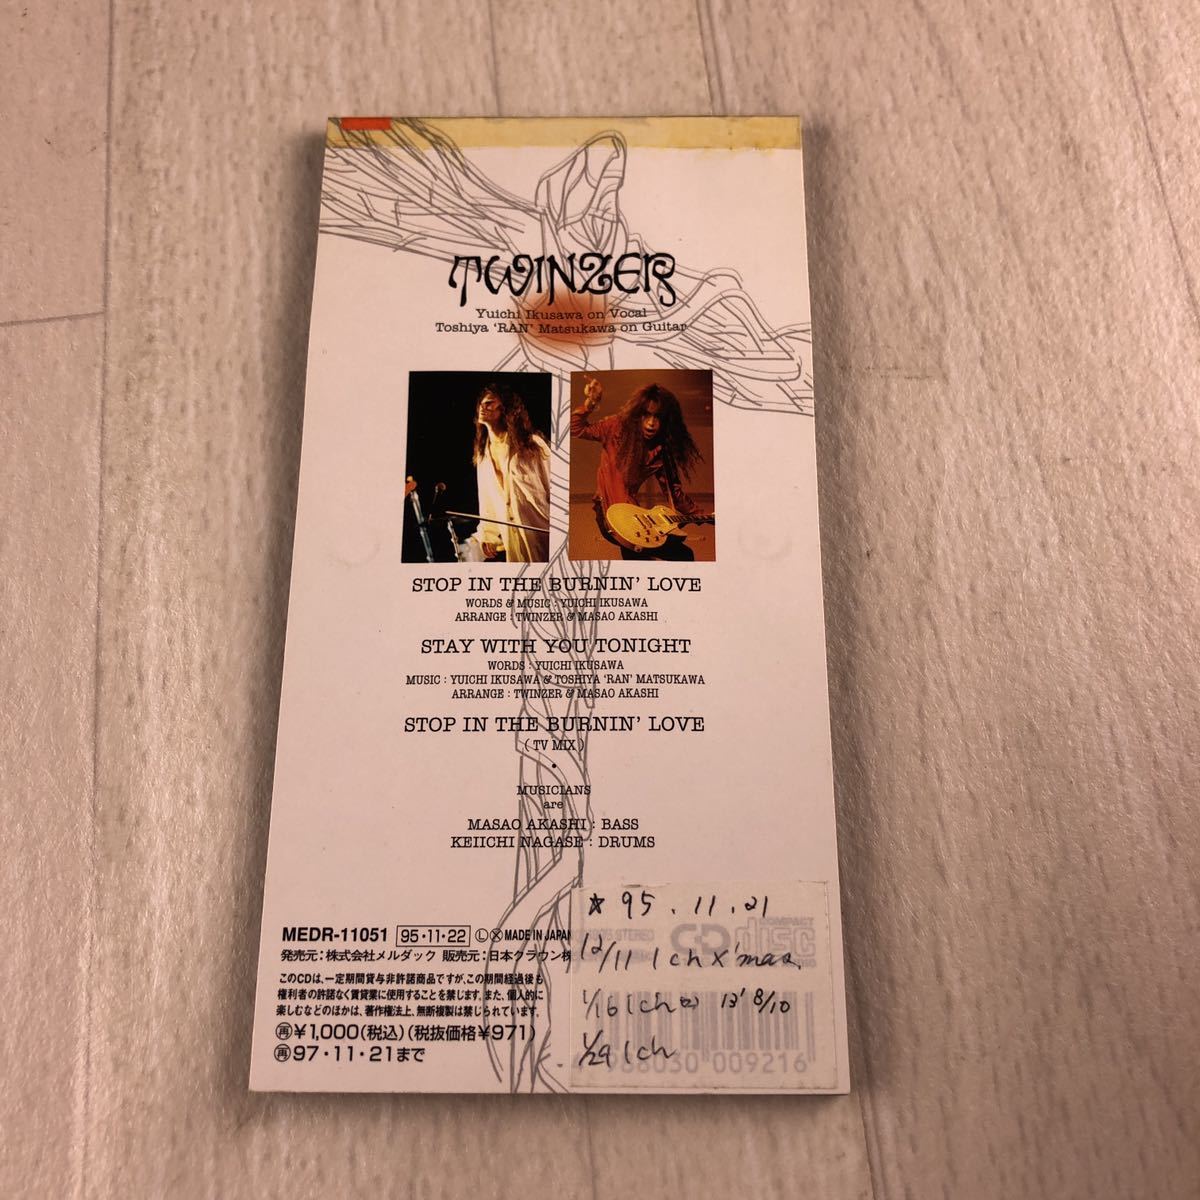 TWINZER
Yuichi Ikusawa on Vocal
Toshiya ‘RAN’ Matsukawa on Guitar
STOP IN THE BURNIN’ LOVE
WORDS & MUSIC : YUICHI IKUSAWA
ARRANGE : TWINZER & MASAO AKASHI
STAY WITH YOU TONIGHT
WORDS : YUICHI IKUSAWA
MUSIC : YUICHI IKUSAWA & TOSHIYA ‘RAN’ MATSUKAWA
ARRANGE : TWINZER & MASAO AKASHI
STOP IN THE BURNIN’ LOVE
( TV MIX )
•
MUSICIANS
are
MASAO AKASHI : BASS
KEIICHI NAGASE : DRUMS
MEDR-11051 95・11・22 Ⓛ Ⓧ MADE IN JAPAN
発売元：株式会社メルダック 販売元：日本クラウン株
このCDは、一定期間貸与非許諾商品ですが、この期間経過後も
権利者の許諾なく賃貸業に使用することを禁じます。また、個人的に
楽しむなどのほかは、著作権法上、無断複製は禁じられています。
再 ¥1,000(税込)(税抜価格¥971)
再 97・11・21まで
☆ 95 . 11 . 21
STEREO
COMPACT
disc
12/11 1ch X'mas
1/16 1ch 13' 8/10
1/29 1ch
4 988030 009216